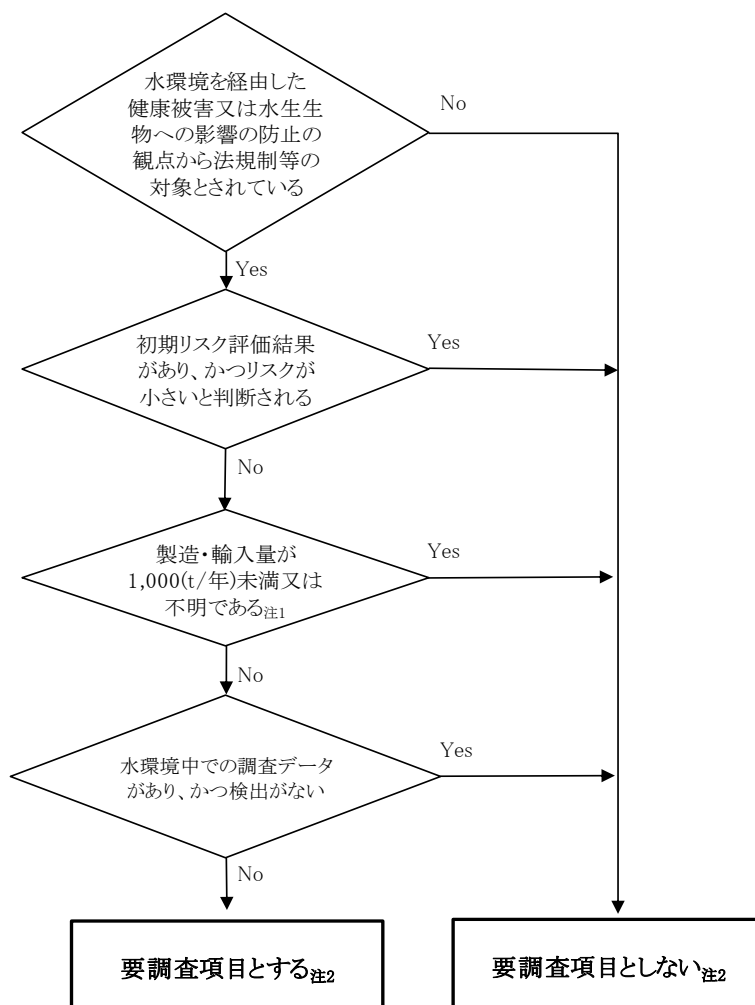 水環境を経由した
健康被害又は水生生
物への影響の防止の
観点から法規制等の
対象とされている
No
Yes
初期リスク評価結果
があり、かつリスクが
小さいと判断される
Yes
No
製造・輸入量が
1,000(t/年)未満又は
不明である注1
Yes
No
水環境中での調査データ
があり、かつ検出がない
Yes
No
要調査項目とする注2
要調査項目としない注2